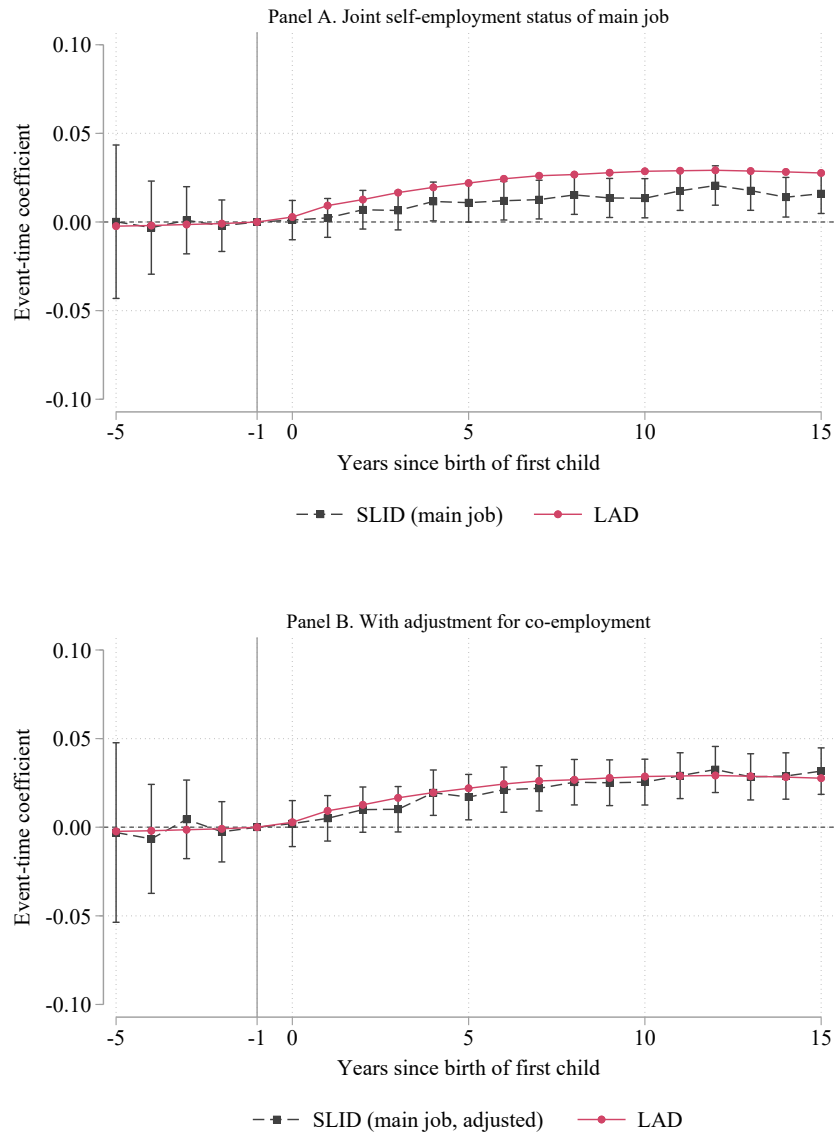 Panel A. Joint self-employment status of main job
0.10
0.05
0.00
-0.05
-0.10
Event-time coefficient
-5 -1 0 5 10 15
Years since birth of first child
SLID (main job) LAD
Panel B. With adjustment for co-employment
0.10
0.05
0.00
-0.05
-0.10
Event-time coefficient
-5 -1 0 5 10 15
Years since birth of first child
SLID (main job, adjusted) LAD